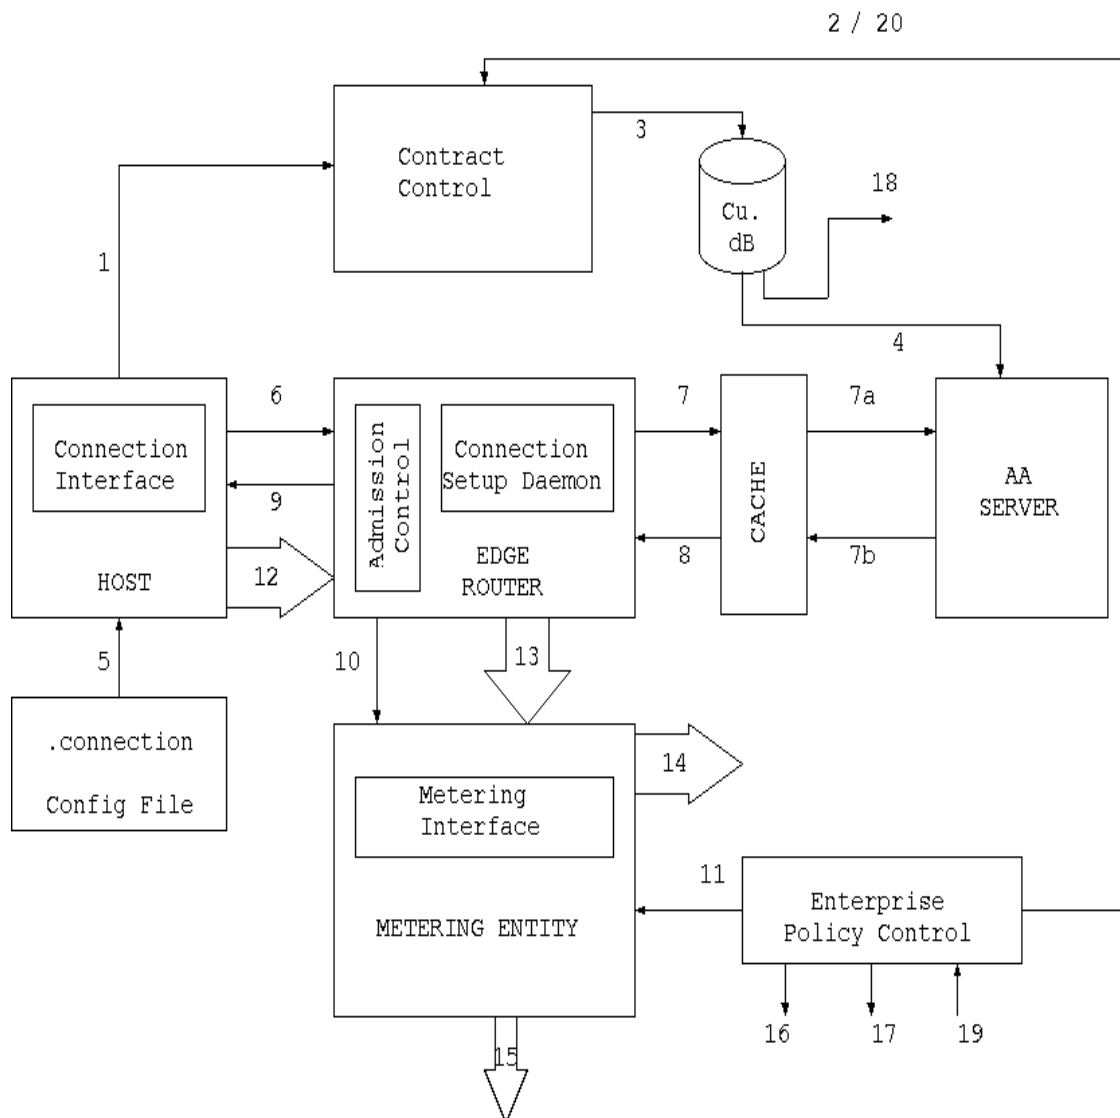 2 / 20
3
Contract
Control
18
Cu.
dB
1
4
6
7
7a
Connection
Interface
Admission
Control
Connection
Setup Daemon
CACHE
AA
SERVER
9
8
7b
EDGE
ROUTER
HOST
12
5
10
13
.connection
Config File
14
Metering
Interface
11
Enterprise
Policy Control
METERING ENTITY
16
17
19
15